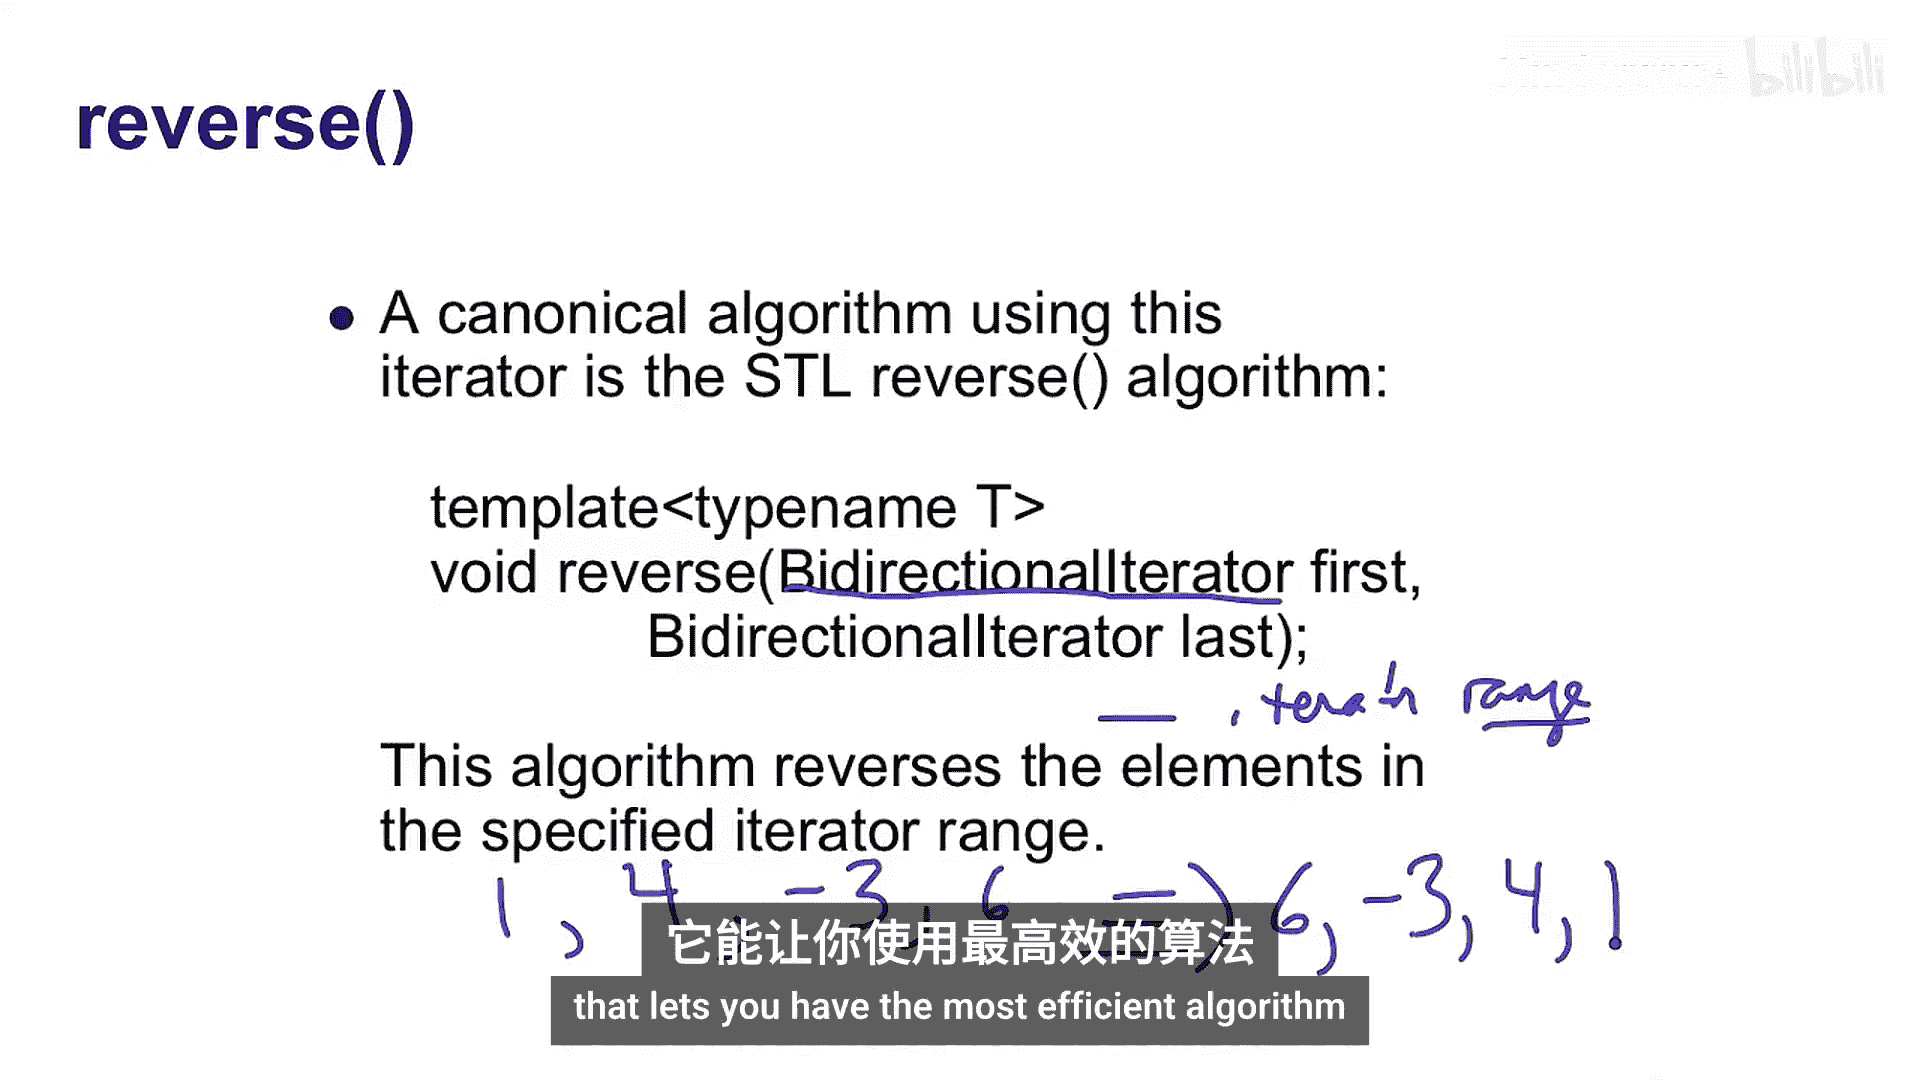 bilibili
reverse()
• A canonical algorithm using this
iterator is the STL reverse() algorithm:
template<typename T>
void reverse(BidirectionalIterator first,
BidirectionalIterator last);
iterator range
This algorithm reverses the elements in
the specified iterator range.
1, 4, -3, 6 => 6, -3, 4, 1
它能让你使用最高效的算法
that lets you have the most efficient algorithm